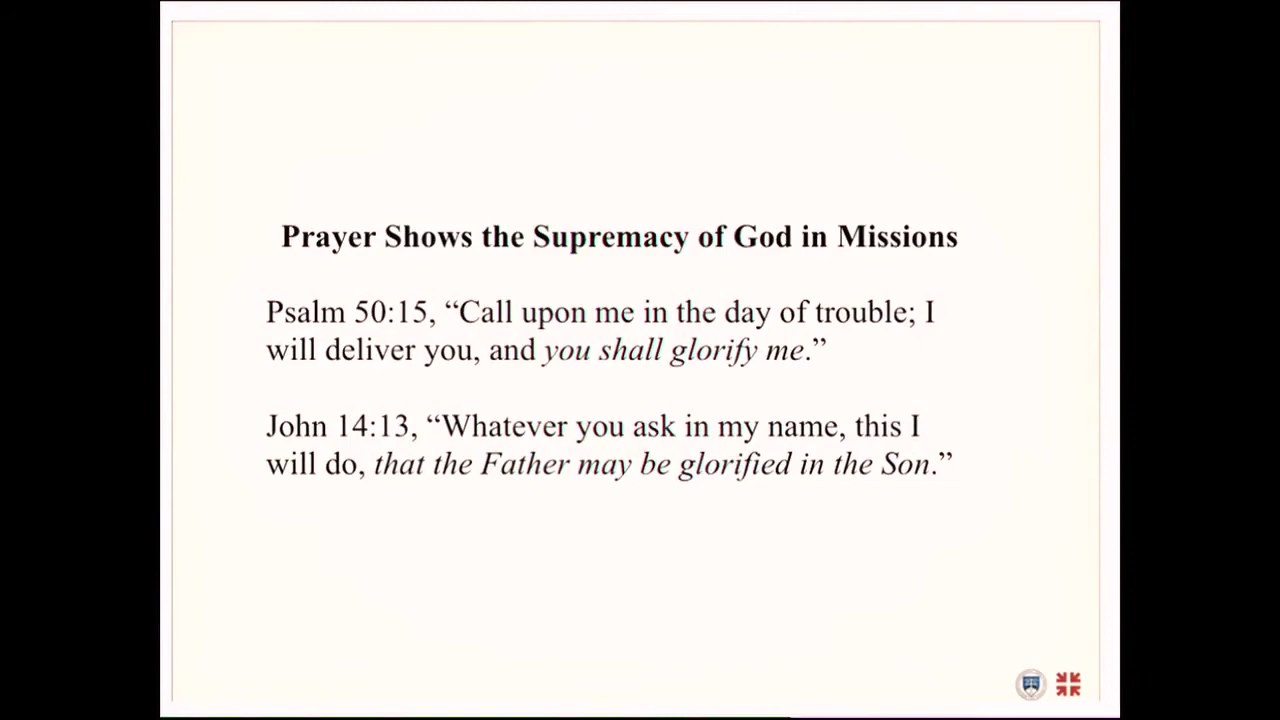 Prayer Shows the Supremacy of God in Missions
Psalm 50:15, “Call upon me in the day of trouble; I
will deliver you, and you shall glorify me.”
John 14:13, “Whatever you ask in my name, this I
will do, that the Father may be glorified in the Son.”